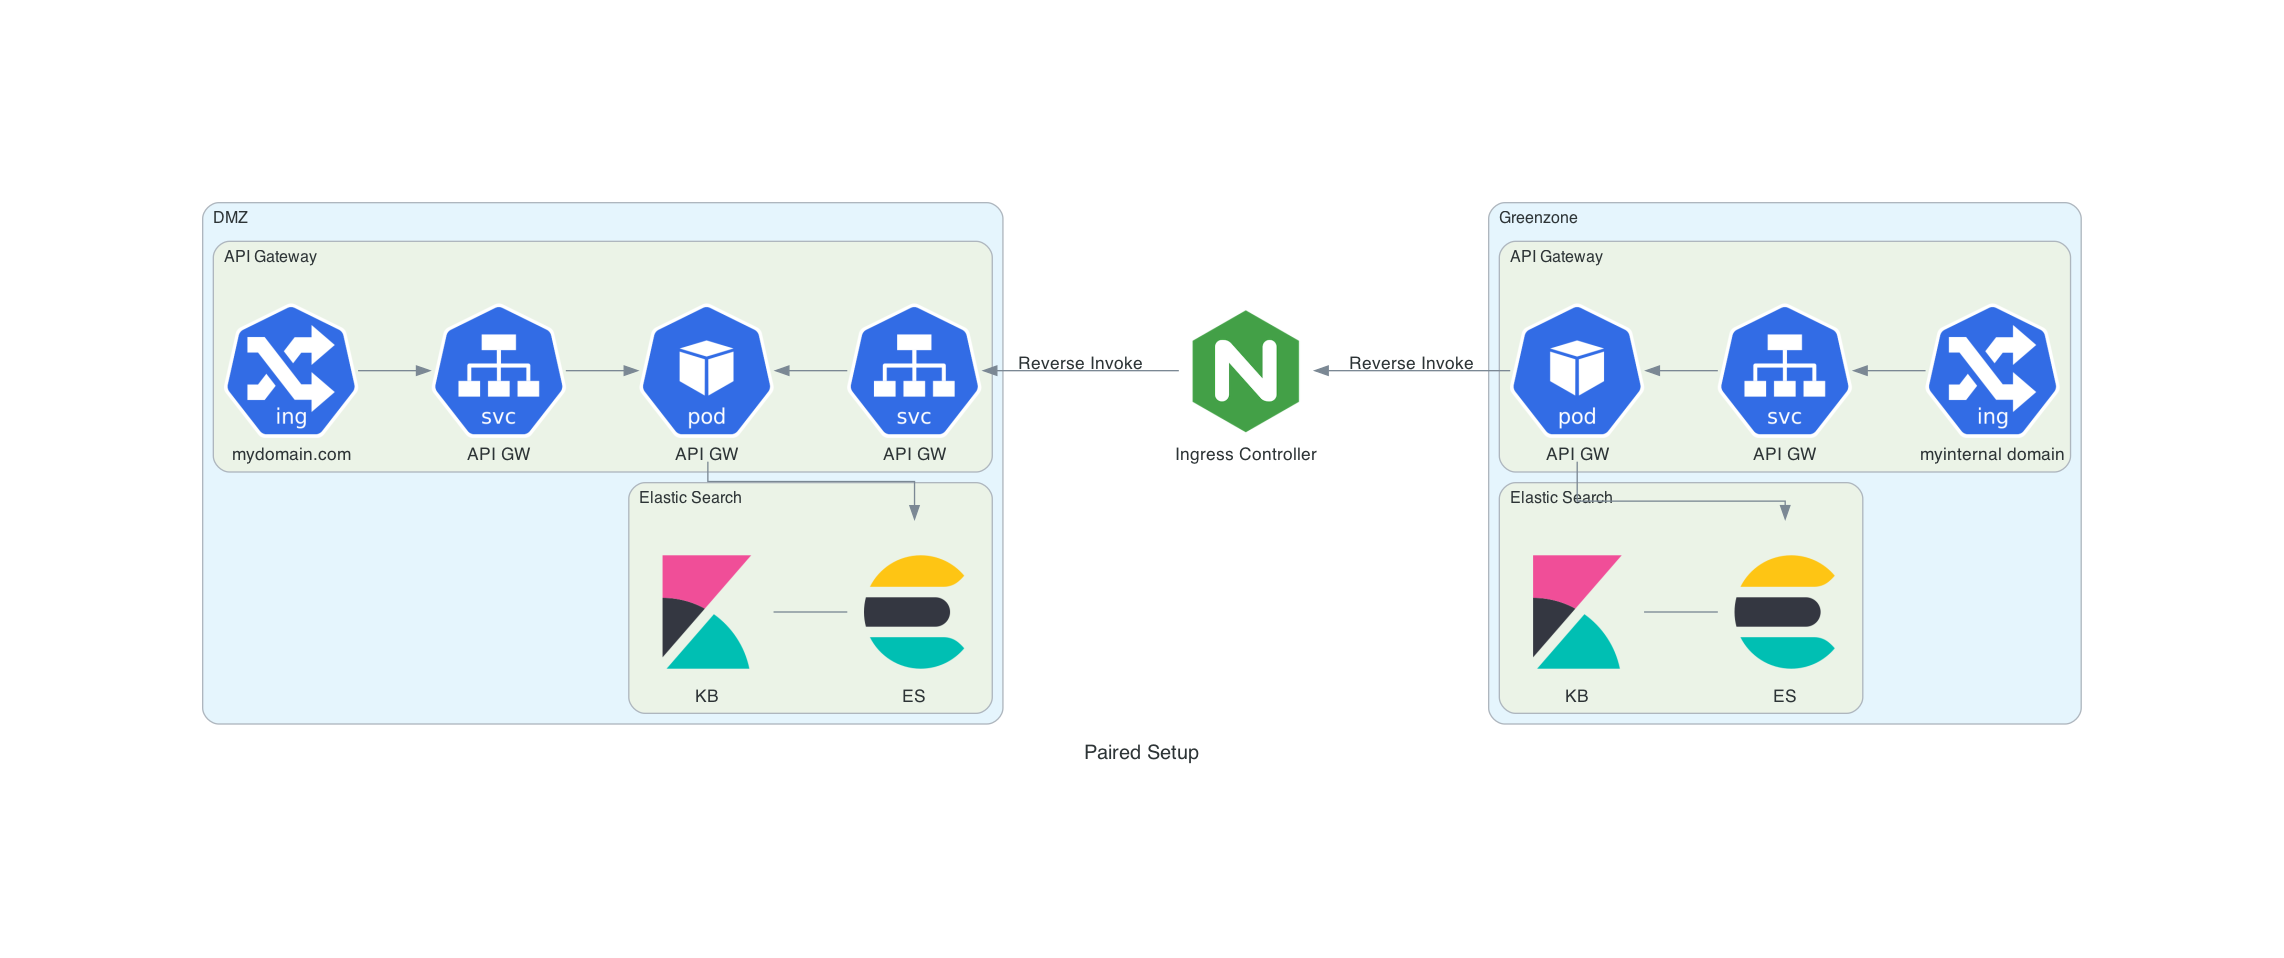 DMZ
API Gateway
ing
mydomain.com
svc
API GW
pod
API GW
svc
API GW
Elastic Search
KB
ES
Reverse Invoke
Ingress Controller
Reverse Invoke
Greenzone
API Gateway
pod
API GW
svc
API GW
ing
myinternal domain
Elastic Search
KB
ES
Paired Setup